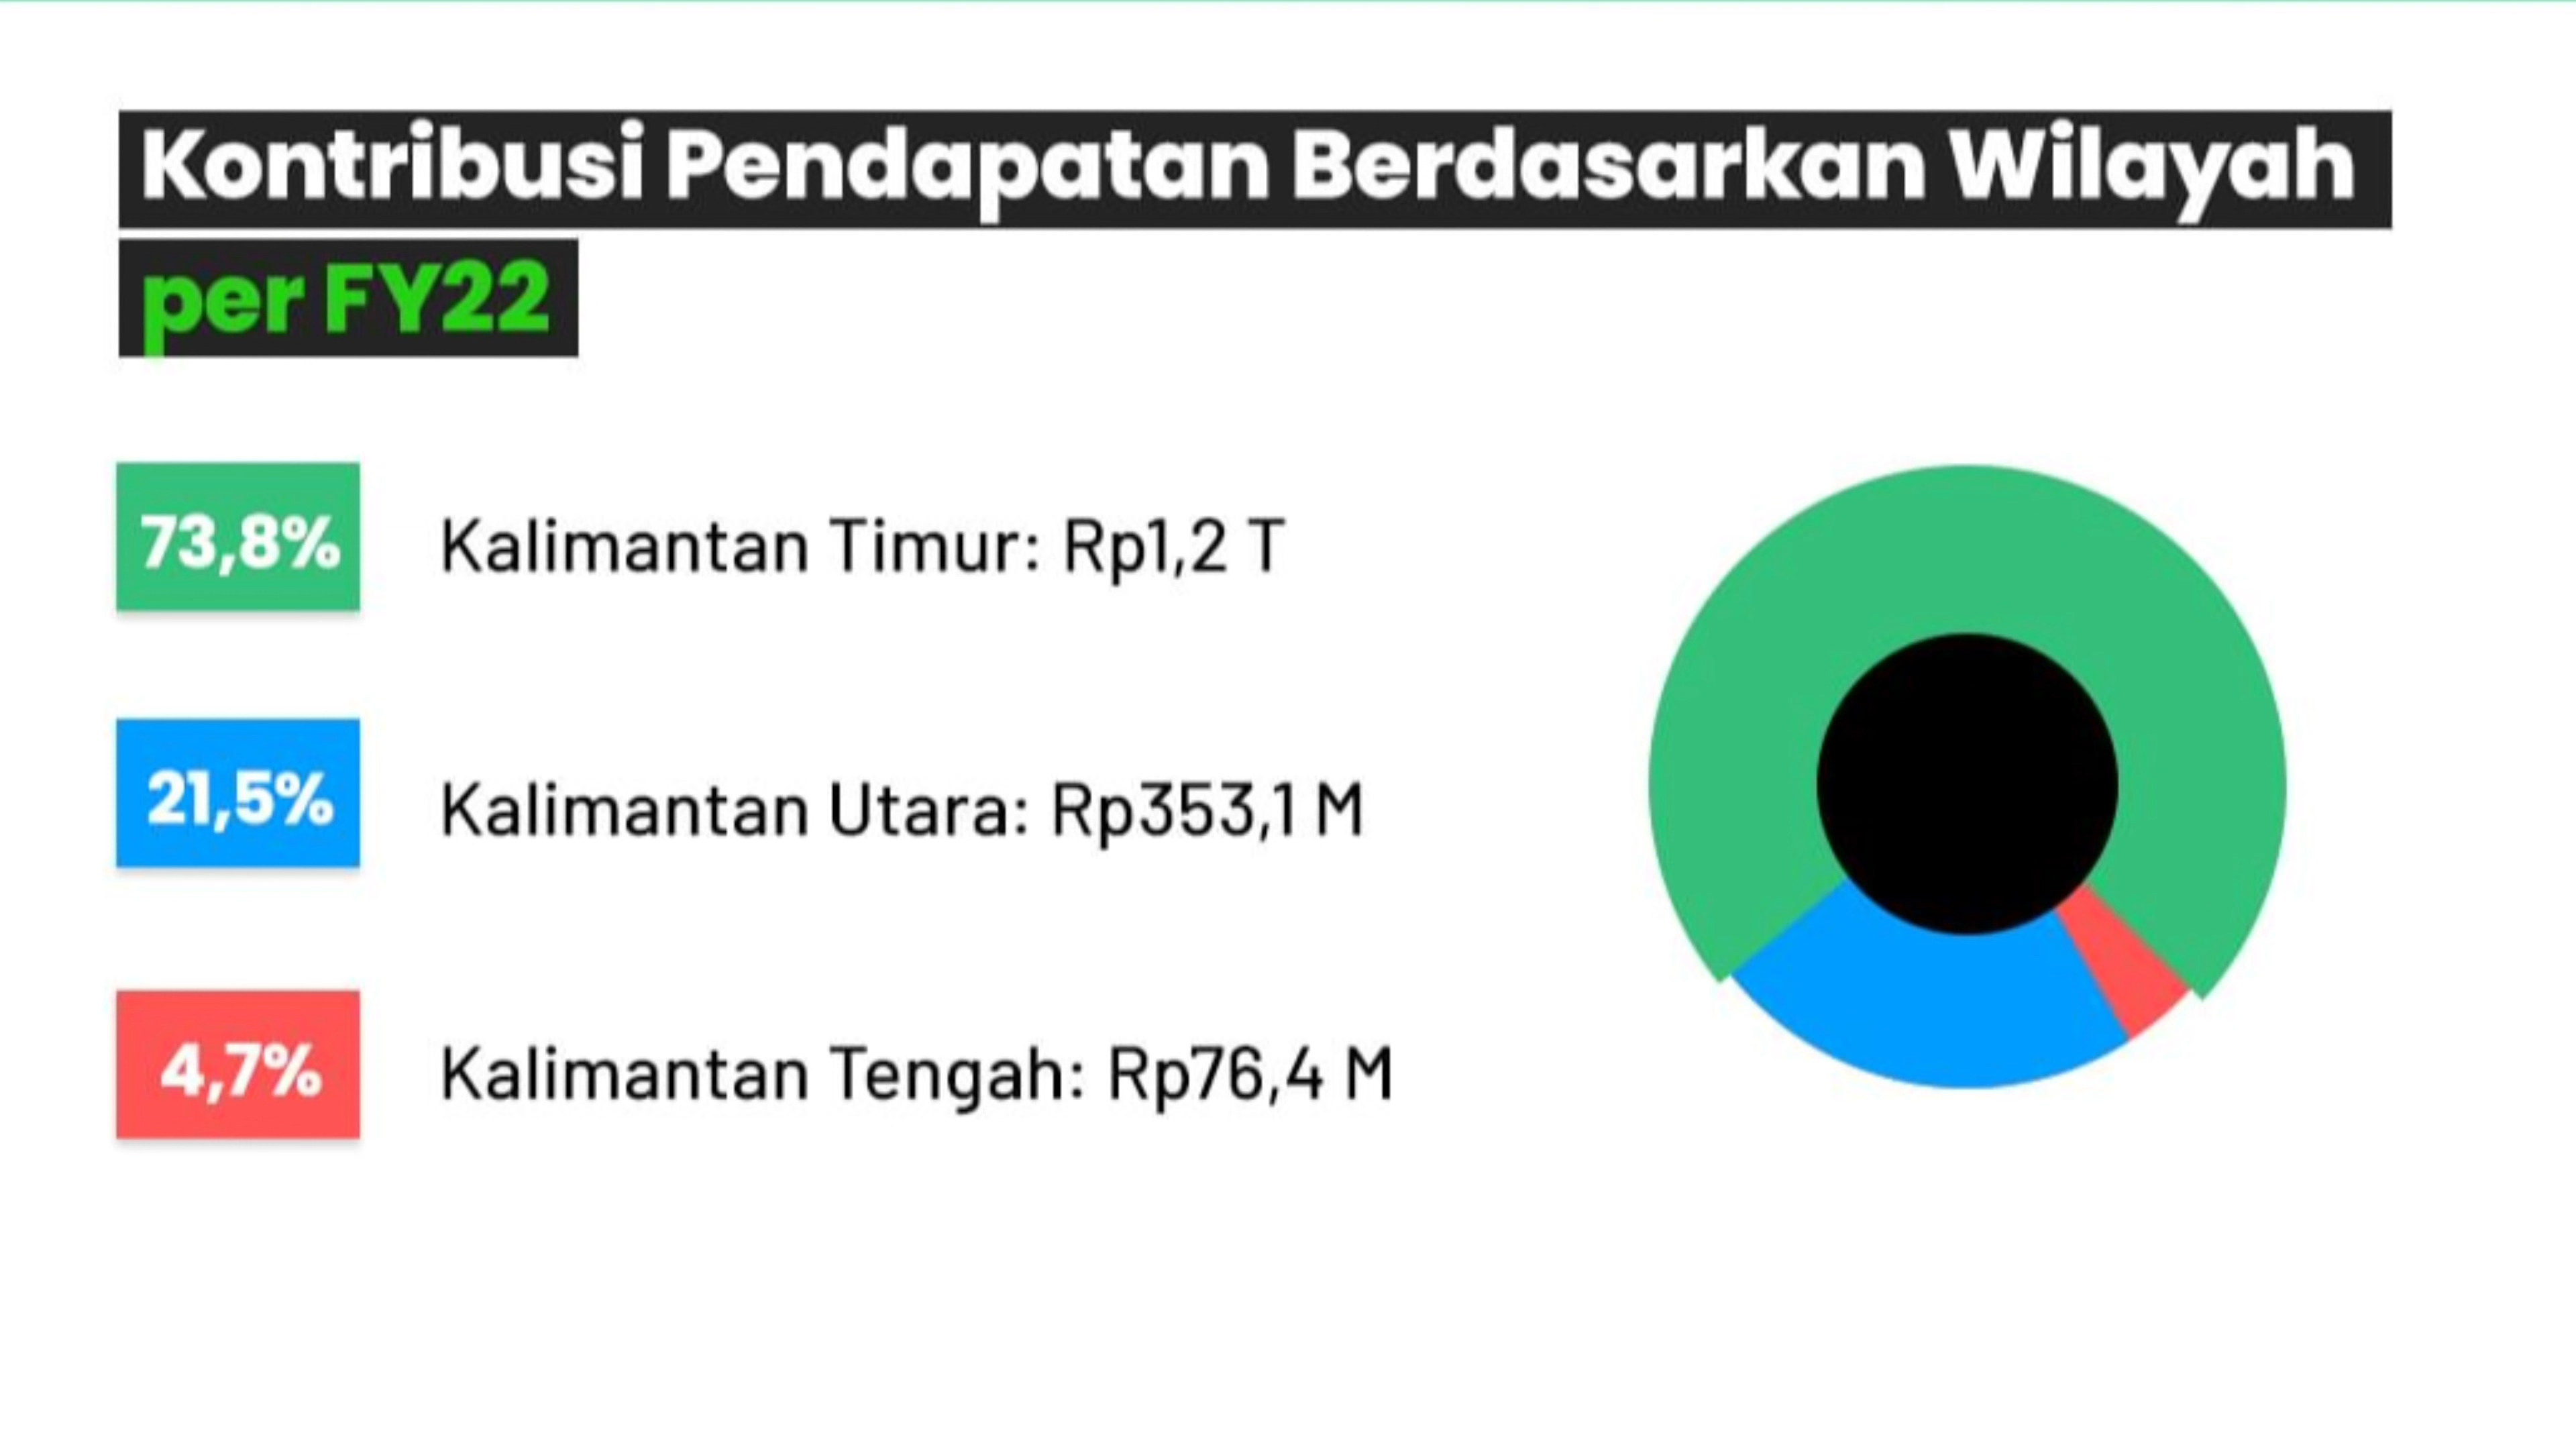 Kontribusi Pendapatan Berdasarkan Wilayah
per FY22
73,8% Kalimantan Timur: Rp1,2 T
21,5% Kalimantan Utara: Rp353,1 M
4,7% Kalimantan Tengah: Rp76,4 M